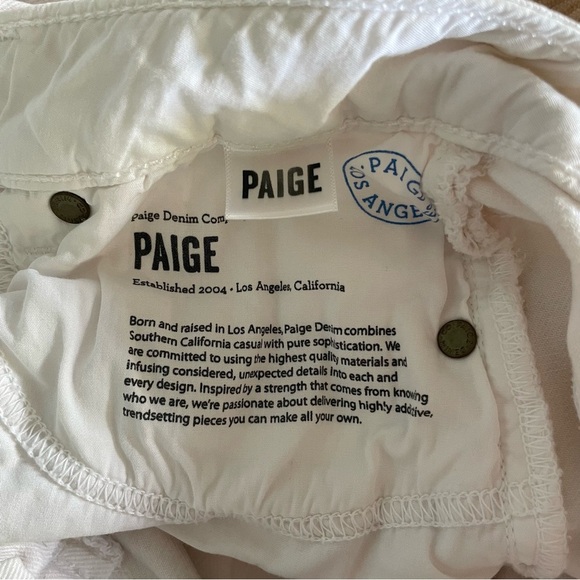 PAIGE
PAIGE
LOS ANGE
Paige Denim Com
PAIGE
Established 2004 • Los Angeles, California
Born and raised in Los Angeles, Paige Denim combines
Southern California casual with pure sophistication. We
are committed to using the highest quality materials and
infusing considered, unexpected details into each and
every design. Inspired by a strength that comes from knowing
who we are, we're passionate about delivering highly addictive,
trendsetting pieces you can make all your own.